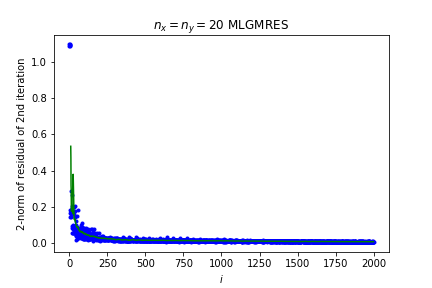 $n_x = n_y = 20$ MLGMRES
2-norm of residual of 2nd iteration
1.0
0.8
0.6
0.4
0.2
0.0
0 250 500 750 1000 1250 1500 1750 2000
i